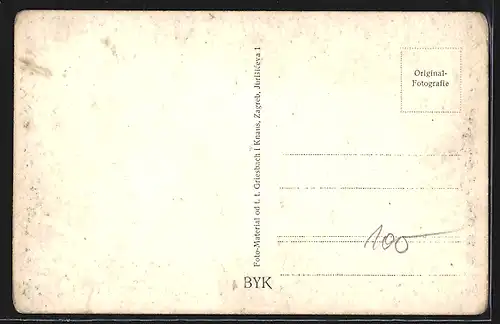 Foto-Material od t. t. Griesbach i Knaus, Zagreb, Jurišićeva 1
Original-
Fotografie
100
BYK